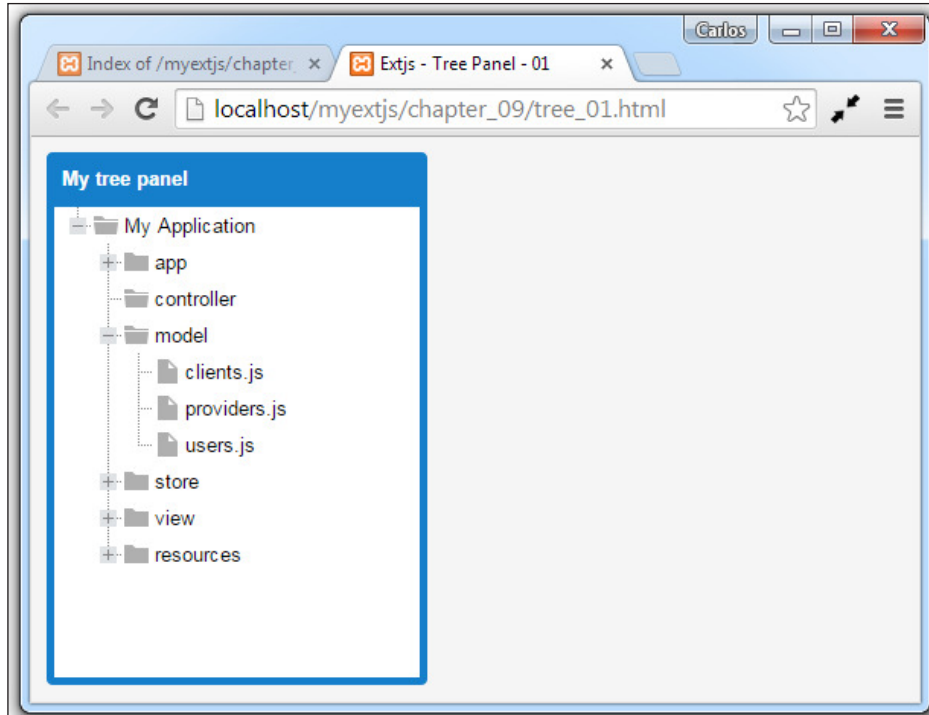 Carlos
Index of /myextjs/chapter_
Extjs - Tree Panel - 01
localhost/myextjs/chapter_09/tree_01.html
My tree panel
My Application
app
controller
model
clients.js
providers.js
users.js
store
view
resources